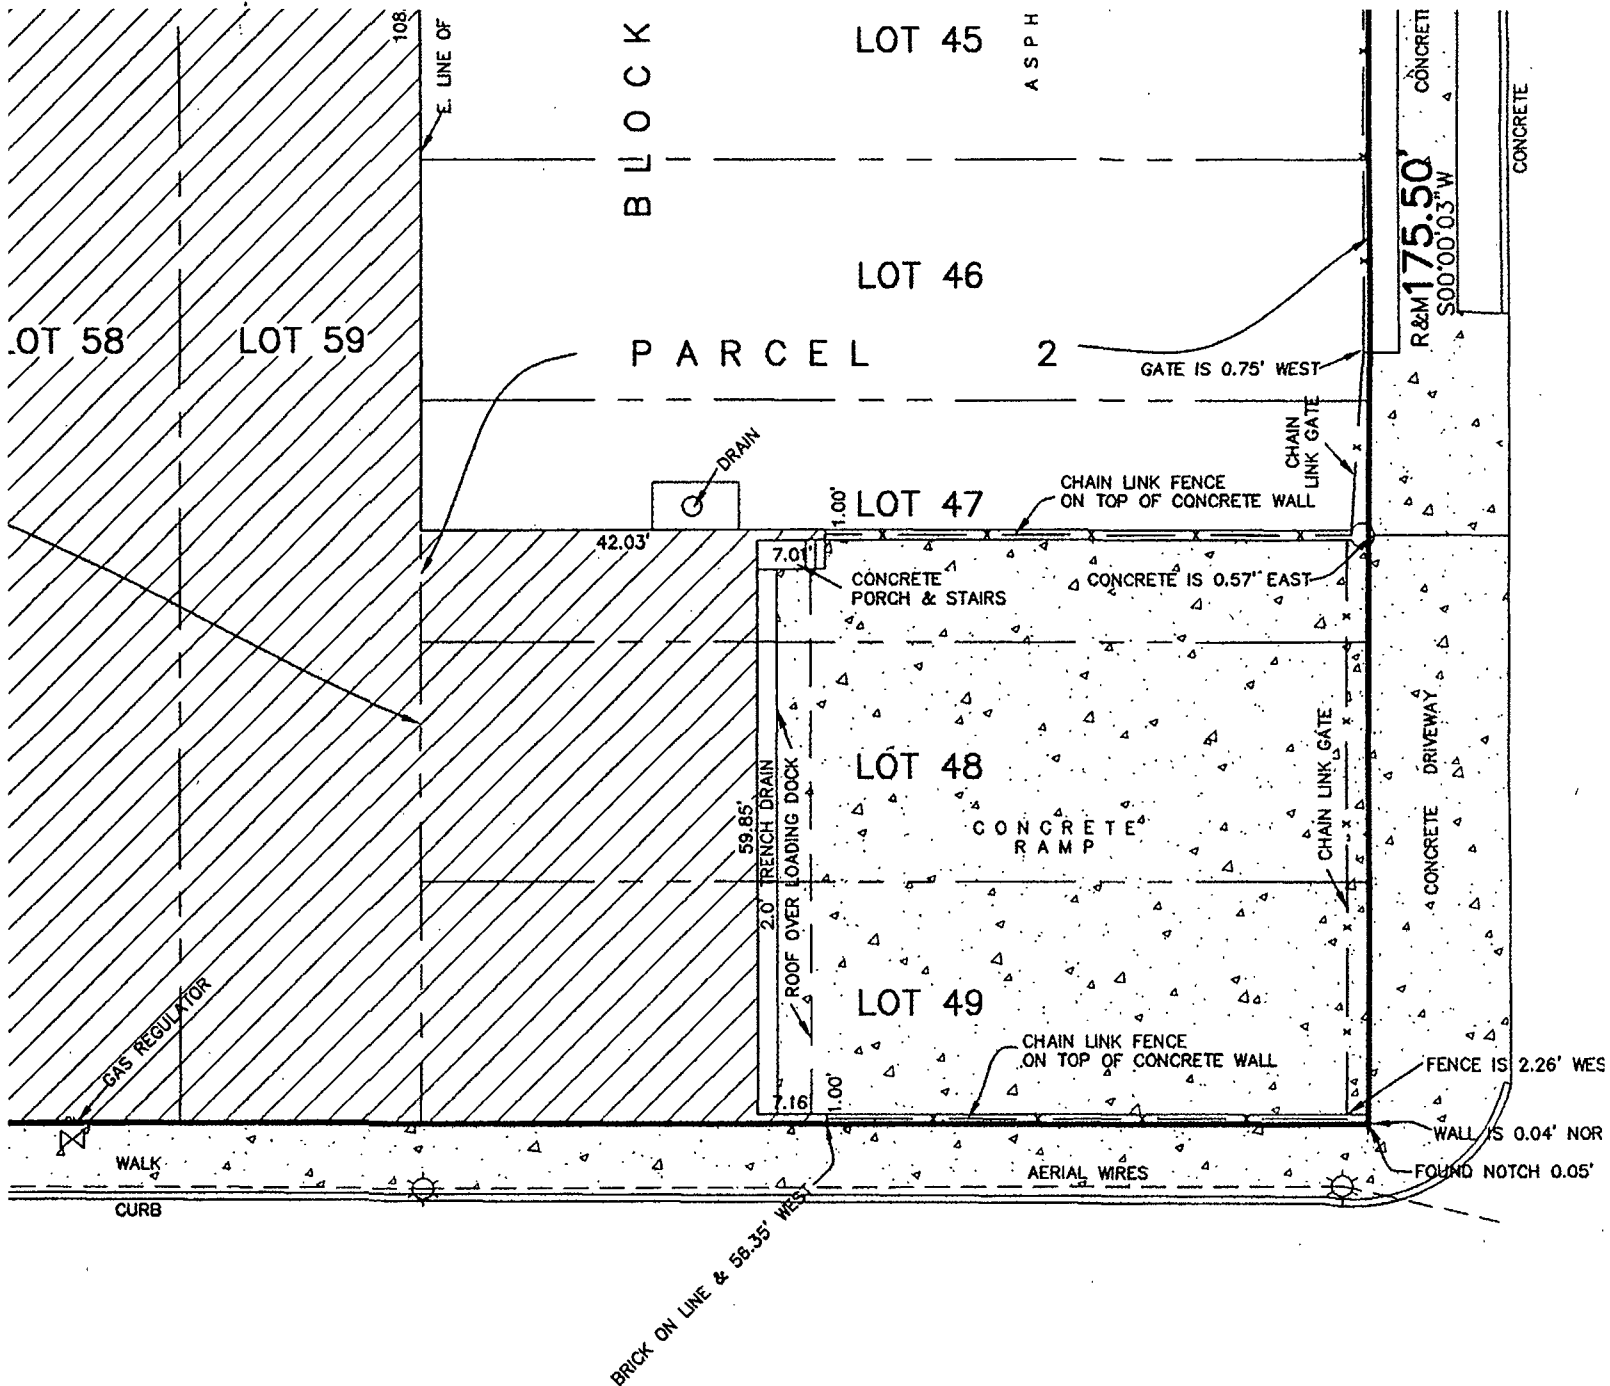 108.
E. LINE OF
BLOCK
LOT 45
ASPH
CONCRETE
CONCRETE
R&M 175.50'
S00°00'03"W
LOT 46
LOT 58
LOT 59
PARCEL 2
GATE IS 0.75' WEST
CHAIN
LINK GATE
DRAIN
LOT 47
1.00'
CHAIN LINK FENCE
ON TOP OF CONCRETE WALL
42.03'
7.01'
CONCRETE
PORCH & STAIRS
CONCRETE IS 0.57' EAST
59.85'
2.0' TRENCH DRAIN
ROOF OVER LOADING DOCK
LOT 48
CONCRETE
RAMP
CHAIN LINK GATE
CONCRETE DRIVEWAY
LOT 49
CHAIN LINK FENCE
ON TOP OF CONCRETE WALL
GAS REGULATOR
7.16
1.00'
FENCE IS 2.26' WES
WALL IS 0.04' NOR
FOUND NOTCH 0.05'
WALK
AERIAL WIRES
CURB
BRICK ON LINE & 56.35' WEST